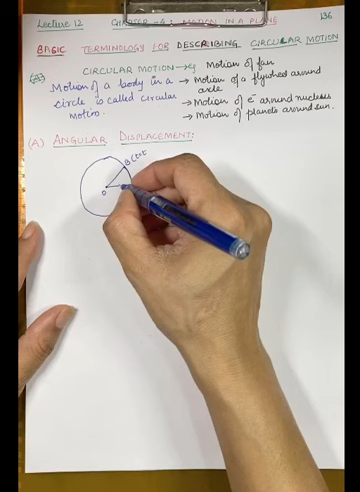 Lecture 12 CHAPTER - 4 : MOTION IN A PLANE 136
BASIC TERMINOLOGY FOR DESCRIBING CIRCULAR MOTION
CIRCULAR MOTION → eg Motion of fan
Motion of a body in a → Motion of a flywheel around
circle is called circular axle
motion. → Motion of e⁻ around nucleus
→ Motion of planets around sun.
(A) ANGULAR DISPLACEMENT:
B (t+t
O